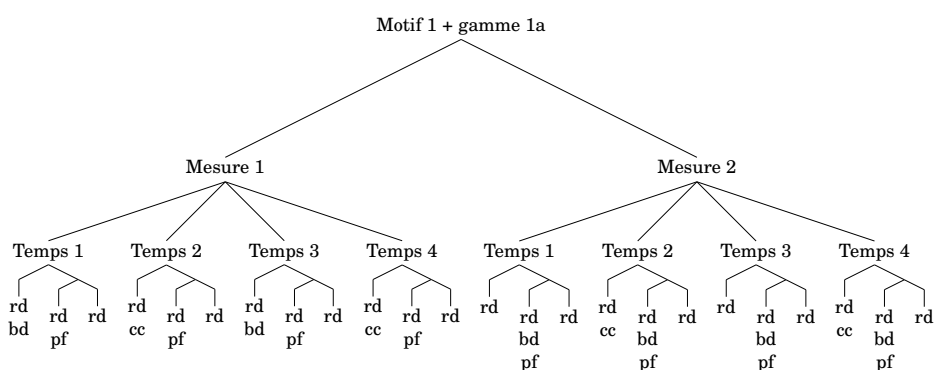 Motif 1 + gamme 1a
Mesure 1 Mesure 2
Temps 1 Temps 2 Temps 3 Temps 4 Temps 1 Temps 2 Temps 3 Temps 4
rd rd rd rd rd rd rd rd rd rd rd rd rd rd rd rd rd rd rd rd rd rd rd rd
bd pf cc pf bd pf cc pf bd cc bd bd cc bd
pf pf pf pf